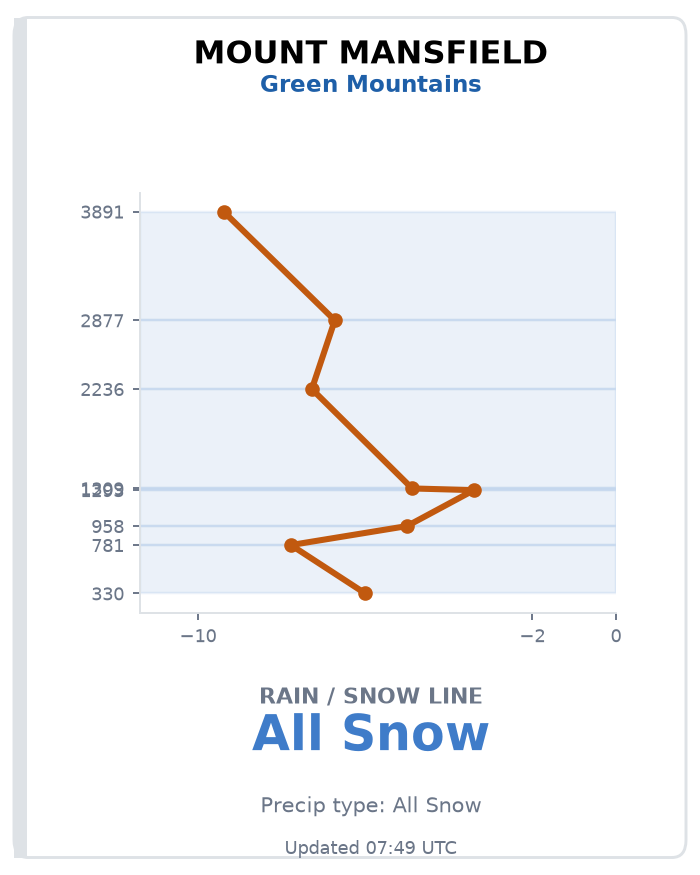 MOUNT MANSFIELD
Green Mountains
3891
2877
2236
958
781
330
−10
−2
0
RAIN / SNOW LINE
All Snow
Precip type: All Snow
Updated 07:49 UTC